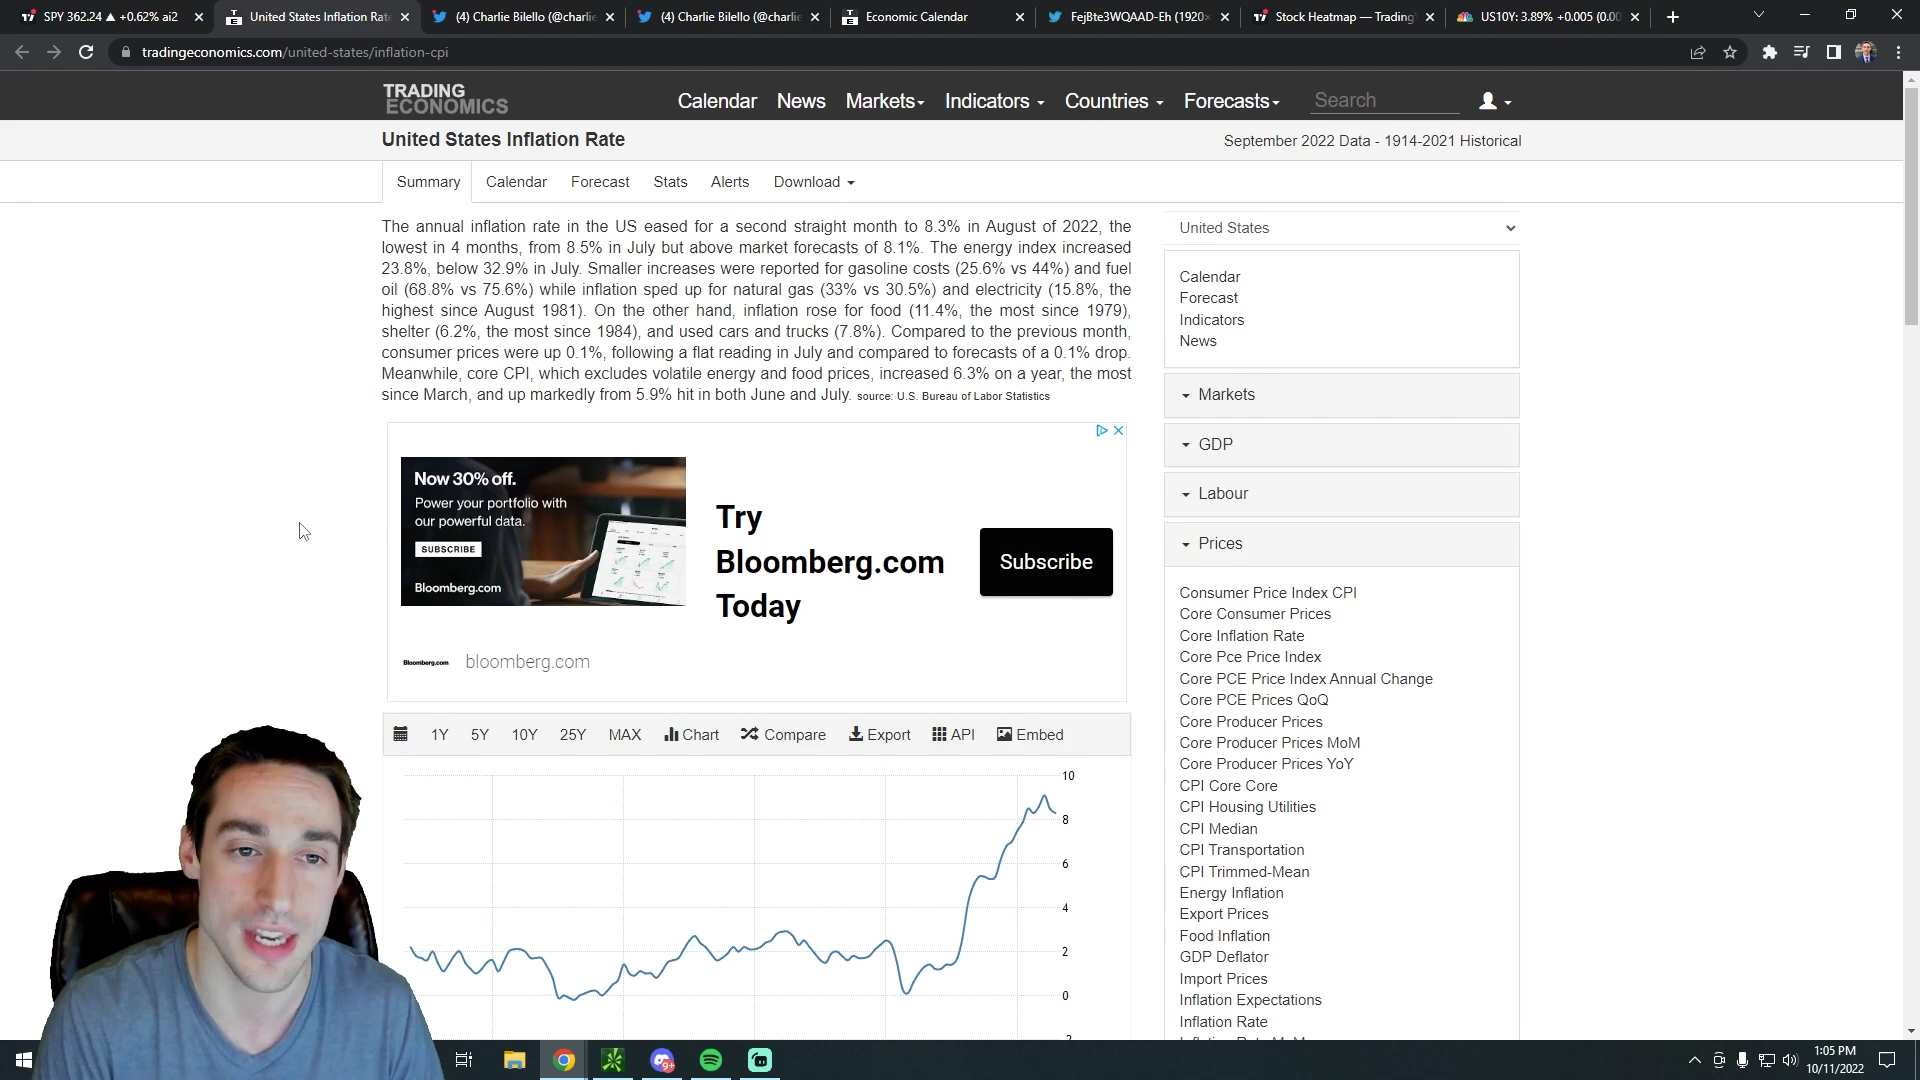 SPY 362.24 ▲ +0.62% ai2
United States Inflation Rate
(4) Charlie Bilello (@charlie
(4) Charlie Bilello (@charlie
Economic Calendar
FejBte3WQAAD-Eh (1920×
Stock Heatmap — Trading
US10Y: 3.89% +0.005 (0.00
tradingeconomics.com/united-states/inflation-cpi
TRADING
ECONOMICS
Calendar
News
Markets
Indicators
Countries
Forecasts
Search
United States Inflation Rate
September 2022 Data - 1914-2021 Historical
Summary
Calendar
Forecast
Stats
Alerts
Download
The annual inflation rate in the US eased for a second straight month to 8.3% in August of 2022, the
lowest in 4 months, from 8.5% in July but above market forecasts of 8.1%. The energy index increased
23.8%, below 32.9% in July. Smaller increases were reported for gasoline costs (25.6% vs 44%) and fuel
oil (68.8% vs 75.6%) while inflation sped up for natural gas (33% vs 30.5%) and electricity (15.8%, the
highest since August 1981). On the other hand, inflation rose for food (11.4%, the most since 1979),
shelter (6.2%, the most since 1984), and used cars and trucks (7.8%). Compared to the previous month,
consumer prices were up 0.1%, following a flat reading in July and compared to forecasts of a 0.1% drop.
Meanwhile, core CPI, which excludes volatile energy and food prices, increased 6.3% on a year, the most
since March, and up markedly from 5.9% hit in both June and July. source: U.S. Bureau of Labor Statistics
Now 30% off.
Power your portfolio with
our powerful data.
SUBSCRIBE
Bloomberg.com
Try
Bloomberg.com
Today
Subscribe
Bloomberg.com
bloomberg.com
1Y
5Y
10Y
25Y
MAX
Chart
Compare
Export
API
Embed
10
8
6
4
2
0
United States
Calendar
Forecast
Indicators
News
Markets
GDP
Labour
Prices
Consumer Price Index CPI
Core Consumer Prices
Core Inflation Rate
Core Pce Price Index
Core PCE Price Index Annual Change
Core PCE Prices QoQ
Core Producer Prices
Core Producer Prices MoM
Core Producer Prices YoY
CPI Core Core
CPI Housing Utilities
CPI Median
CPI Transportation
CPI Trimmed-Mean
Energy Inflation
Export Prices
Food Inflation
GDP Deflator
Import Prices
Inflation Expectations
Inflation Rate
9+
1:05 PM
10/11/2022